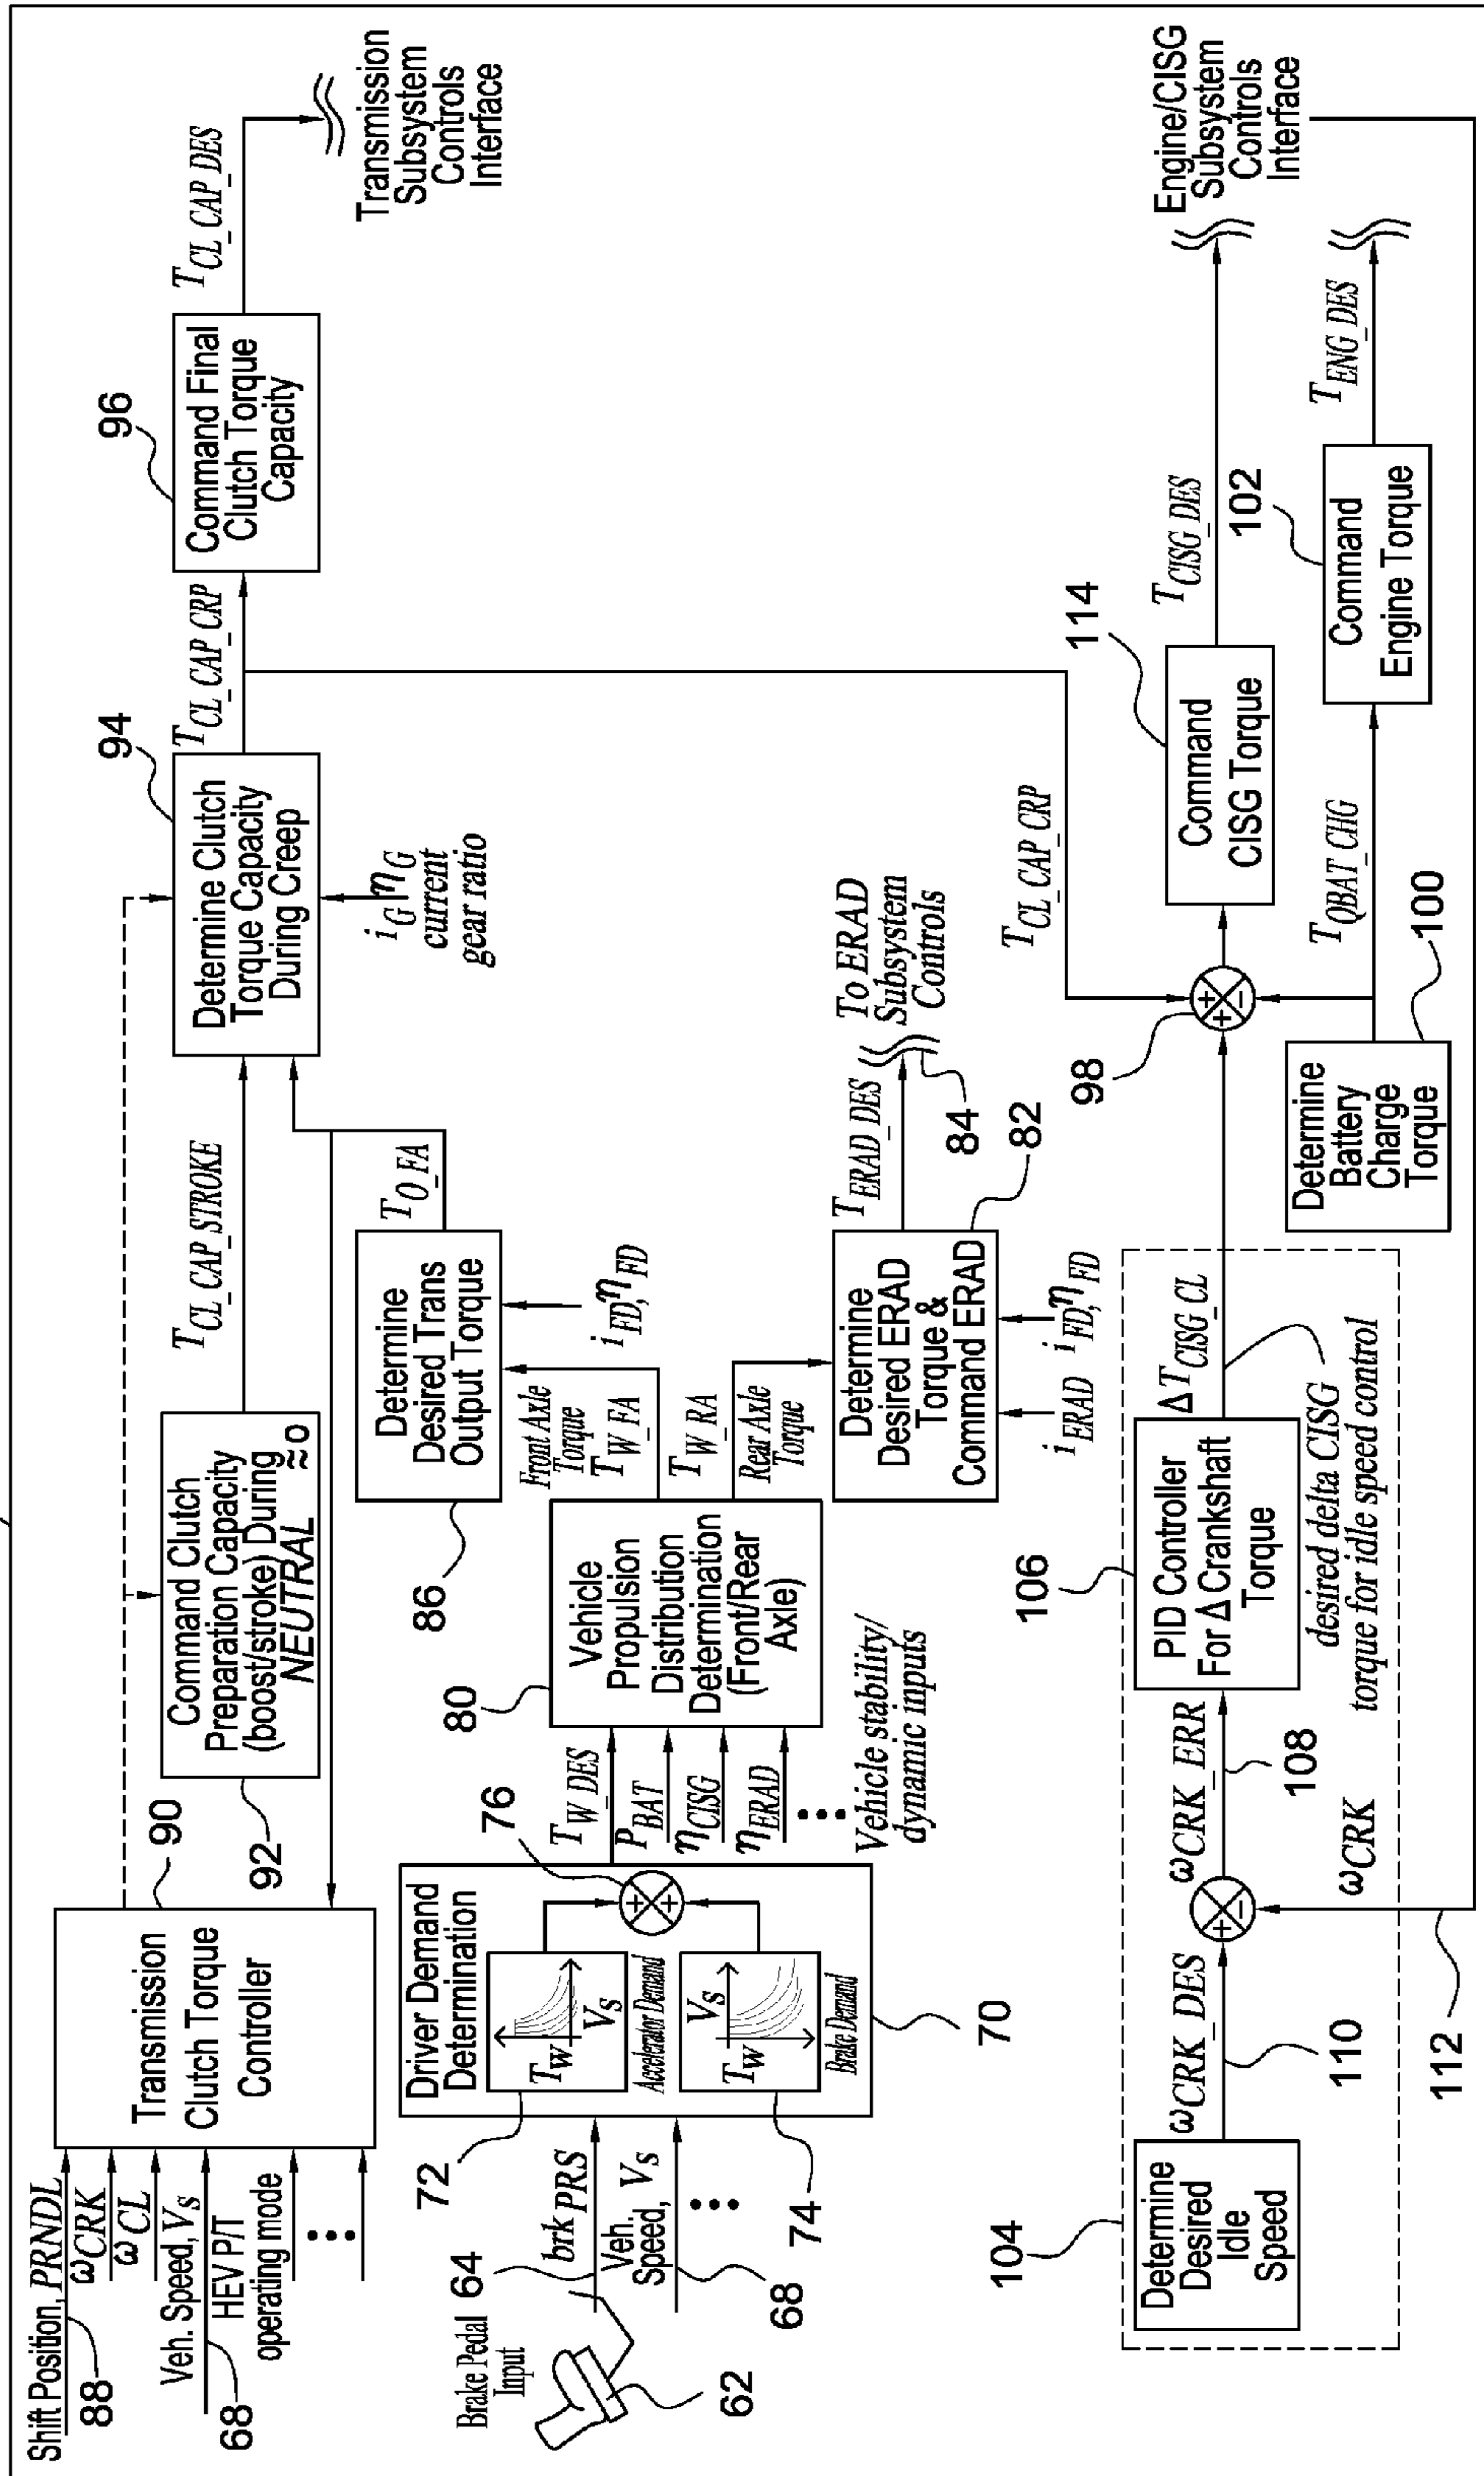 Shift Position, PRNDL
88
ωCRK
ωCL
Veh. Speed, VS
68
HEV P/T
operating mode
Transmission
Clutch Torque
Controller
90
Command Clutch
Preparation Capacity
(boost/stroke) During
NEUTRAL ≈ 0
92
TCL_CAP_STROKE
Determine Clutch
Torque Capacity
During Creep
94
iG ηG
current
gear ratio
TCL_CAP_CRP
Command Final
Clutch Torque
Capacity
96
TCL_CAP_DES
Transmission
Subsystem
Controls
Interface
Brake Pedal
Input
62
64
brkPRS
Veh.
Speed, VS
68
Driver Demand
Determination
TW
VS
Accelerator Demand
72
VS
TW
Brake Demand
74
70
76
+
+
TW_DES
PBAT
ηCISG
ηERAD
Vehicle stability/
dynamic inputs
Vehicle
Propulsion
Distribution
Determination
(Front/Rear
Axle)
80
Front Axle
Torque
TW_FA
TW_RA
Rear Axle
Torque
Determine
Desired Trans
Output Torque
86
iFD, ηFD
TO_FA
Determine
Desired ERAD
Torque &
Command ERAD
82
iERAD
iFD, ηFD
TERAD_DES
84
To ERAD
Subsystem
Controls
Determine
Desired
Idle
Speed
104
ωCRK_DES
110
+
−
112
ωCRK
ωCRK_ERR
108
PID Controller
For Δ Crankshaft
Torque
106
ΔTCISG_CL
desired delta CISG
torque for idle speed control
TCL_CAP_CRP
98
+
+
−
Determine
Battery
Charge
Torque
100
TQBAT_CHG
Command
CISG Torque
114
TCISG_DES
Command
Engine Torque
102
TENG_DES
Engine/CISG
Subsystem
Controls
Interface